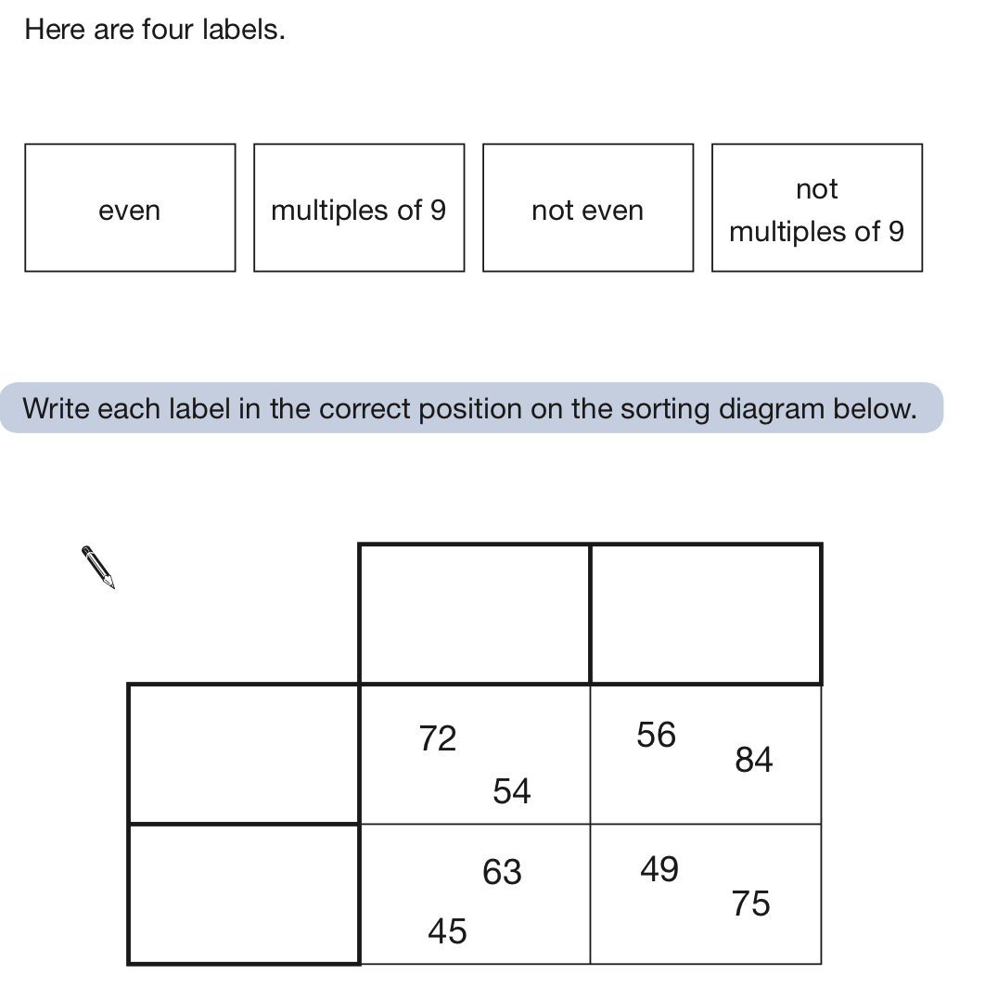 Here are four labels.
even
multiples of 9
not even
not
multiples of 9
Write each label in the correct position on the sorting diagram below.
72
54
56
84
63
45
49
75